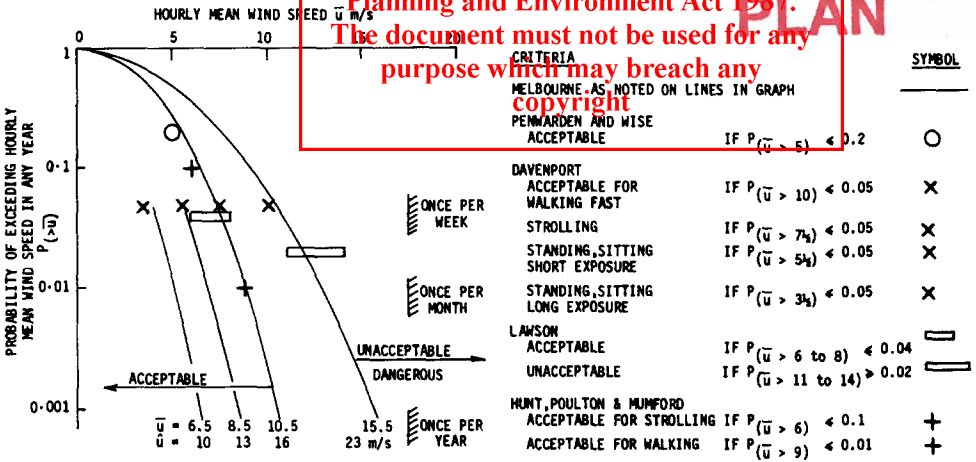 HOURLY MEAN WIND SPEED u̅ m/s
0 5 10 15 20
Planning and Environment Act 1987.
The document must not be used for any
purpose which may breach any
copyright
PLAN
CRITERIA SYMBOL
MELBOURNE AS NOTED ON LINES IN GRAPH
PENWARDEN AND WISE
ACCEPTABLE IF P(u̅ > 5) ≤ 0.2
DAVENPORT
ACCEPTABLE FOR IF P(u̅ > 10) ≤ 0.05
WALKING FAST
STROLLING IF P(u̅ > 7½) ≤ 0.05
STANDING,SITTING IF P(u̅ > 5½) ≤ 0.05
SHORT EXPOSURE
STANDING,SITTING IF P(u̅ > 3½) ≤ 0.05
LONG EXPOSURE
LAWSON
ACCEPTABLE IF P(u̅ > 6 to 8) ≤ 0.04
UNACCEPTABLE IF P(u̅ > 11 to 14) > 0.02
HUNT,POULTON & MUMFORD
ACCEPTABLE FOR STROLLING IF P(u̅ > 6) ≤ 0.1
ACCEPTABLE FOR WALKING IF P(u̅ > 9) ≤ 0.01
PROBABILITY OF EXCEEDING HOURLY
MEAN WIND SPEED IN ANY YEAR
P(>u̅)
1
0·1
0·01
0·001
ONCE PER
WEEK
ONCE PER
MONTH
ONCE PER
YEAR
UNACCEPTABLE
DANGEROUS
ACCEPTABLE
u̅ = 6.5 8.5 10.5 15.5
û = 10 13 16 23 m/s